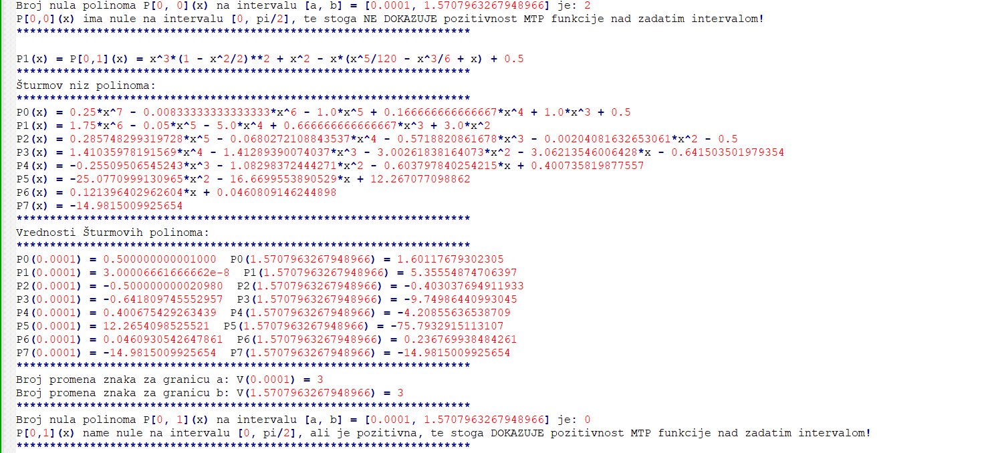 Broj nula polinoma P[0, 0](x) na intervalu [a, b] = [0.0001, 1.5707963267948966] je: 2
P[0,0](x) ima nule na intervalu [0, pi/2], te stoga NE DOKAZUJE pozitivnost MTP funkcije nad zadatim intervalom!
********************************************************************
P1(x) = P[0,1](x) = x^3*(1 - x^2/2)**2 + x^2 - x*(x^5/120 - x^3/6 + x) + 0.5
********************************************************************
Šturmov niz polinoma:
********************************************************************
P0(x) = 0.25*x^7 - 0.00833333333333333*x^6 - 1.0*x^5 + 0.166666666666667*x^4 + 1.0*x^3 + 0.5
P1(x) = 1.75*x^6 - 0.05*x^5 - 5.0*x^4 + 0.666666666666667*x^3 + 3.0*x^2
P2(x) = 0.285748299319728*x^5 - 0.0680272108843537*x^4 - 0.5718820861678*x^3 - 0.00204081632653061*x^2 - 0.5
P3(x) = 1.41035978191569*x^4 - 1.41289390074037*x^3 - 3.00261838164073*x^2 - 3.06213546006428*x - 0.641503501979354
P4(x) = -0.25509506545243*x^3 - 1.08298372444271*x^2 - 0.603797840254215*x + 0.400735819877557
P5(x) = -25.0770999130965*x^2 - 16.6699553890529*x + 12.267077098862
P6(x) = 0.121396402962604*x + 0.0460809146244898
P7(x) = -14.9815009925654
********************************************************************
Vrednosti Šturmovih polinoma:
********************************************************************
P0(0.0001) = 0.500000000001000  P0(1.5707963267948966) = 1.60117679302305
P1(0.0001) = 3.00006661666662e-8  P1(1.5707963267948966) = 5.35554874706397
P2(0.0001) = -0.500000000020980  P2(1.5707963267948966) = -0.403037694911933
P3(0.0001) = -0.641809745552957  P3(1.5707963267948966) = -9.74986440993045
P4(0.0001) = 0.400675429263439  P4(1.5707963267948966) = -4.20855636538709
P5(0.0001) = 12.2654098525521  P5(1.5707963267948966) = -75.7932915113107
P6(0.0001) = 0.0460930542647861  P6(1.5707963267948966) = 0.236769938484261
P7(0.0001) = -14.9815009925654  P7(1.5707963267948966) = -14.9815009925654
********************************************************************
Broj promena znaka za granicu a: V(0.0001) = 3
Broj promena znaka za granicu b: V(1.5707963267948966) = 3
********************************************************************
Broj nula polinoma P[0, 1](x) na intervalu [a, b] = [0.0001, 1.5707963267948966] je: 0
P[0,1](x) name nule na intervalu [0, pi/2], ali je pozitivna, te stoga DOKAZUJE pozitivnost MTP funkcije nad zadatim intervalom!
********************************************************************